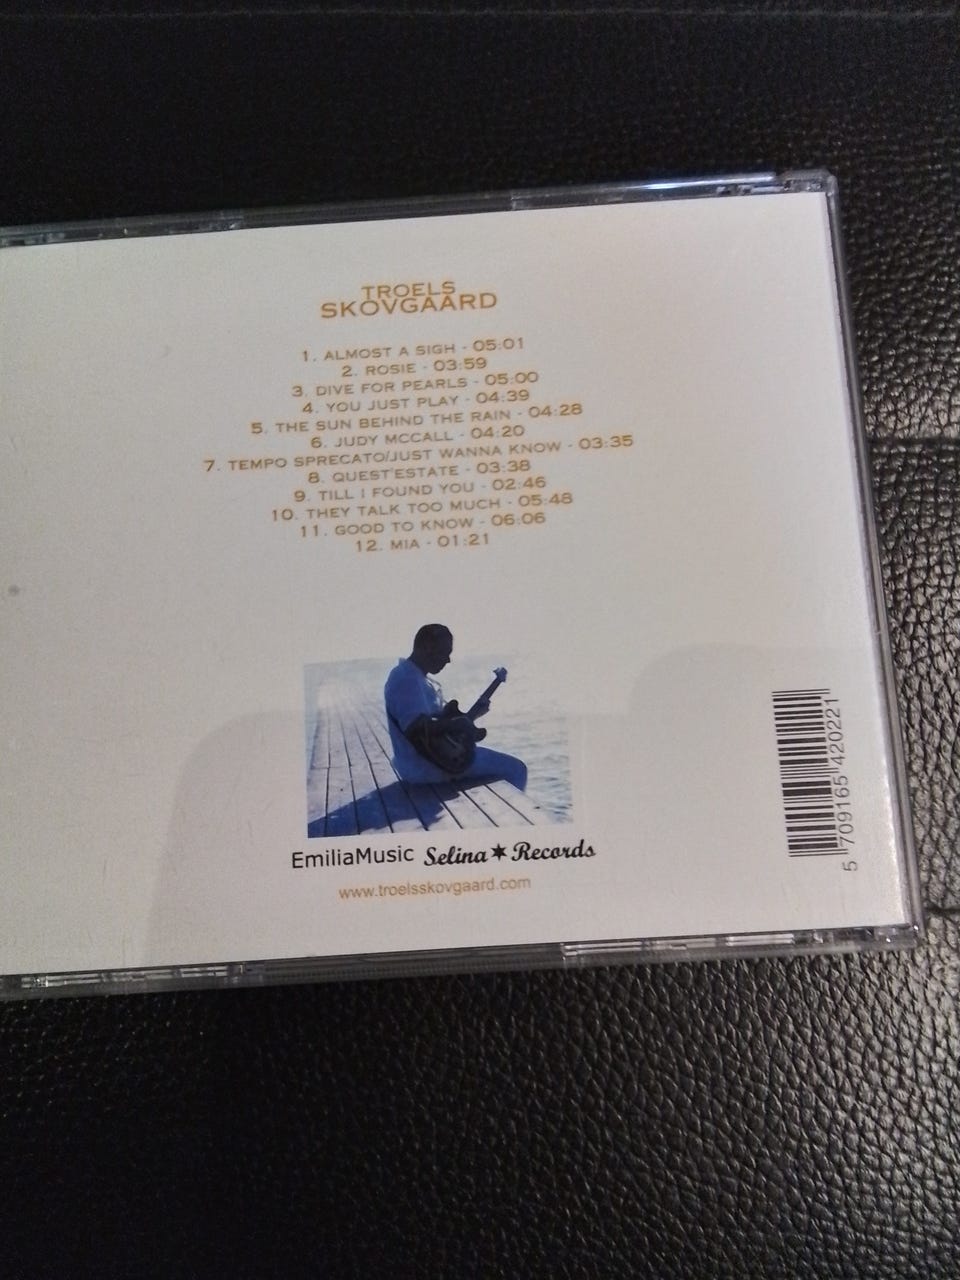 TROELS
SKOVGAARD
1. ALMOST A SIGH - 05:01
2. ROSIE - 03:59
3. DIVE FOR PEARLS - 05:00
4. YOU JUST PLAY - 04:39
5. THE SUN BEHIND THE RAIN - 04:28
6. JUDY MCCALL - 04:20
7. TEMPO SPRECATO/JUST WANNA KNOW - 03:35
8. QUEST'ESTATE - 03:38
9. TILL I FOUND YOU - 02:46
10. THEY TALK TOO MUCH - 05:48
11. GOOD TO KNOW - 06:06
12. MIA - 01:21
EmiliaMusic Selina★Records
www.troelsskovgaard.com
5 709165 420221